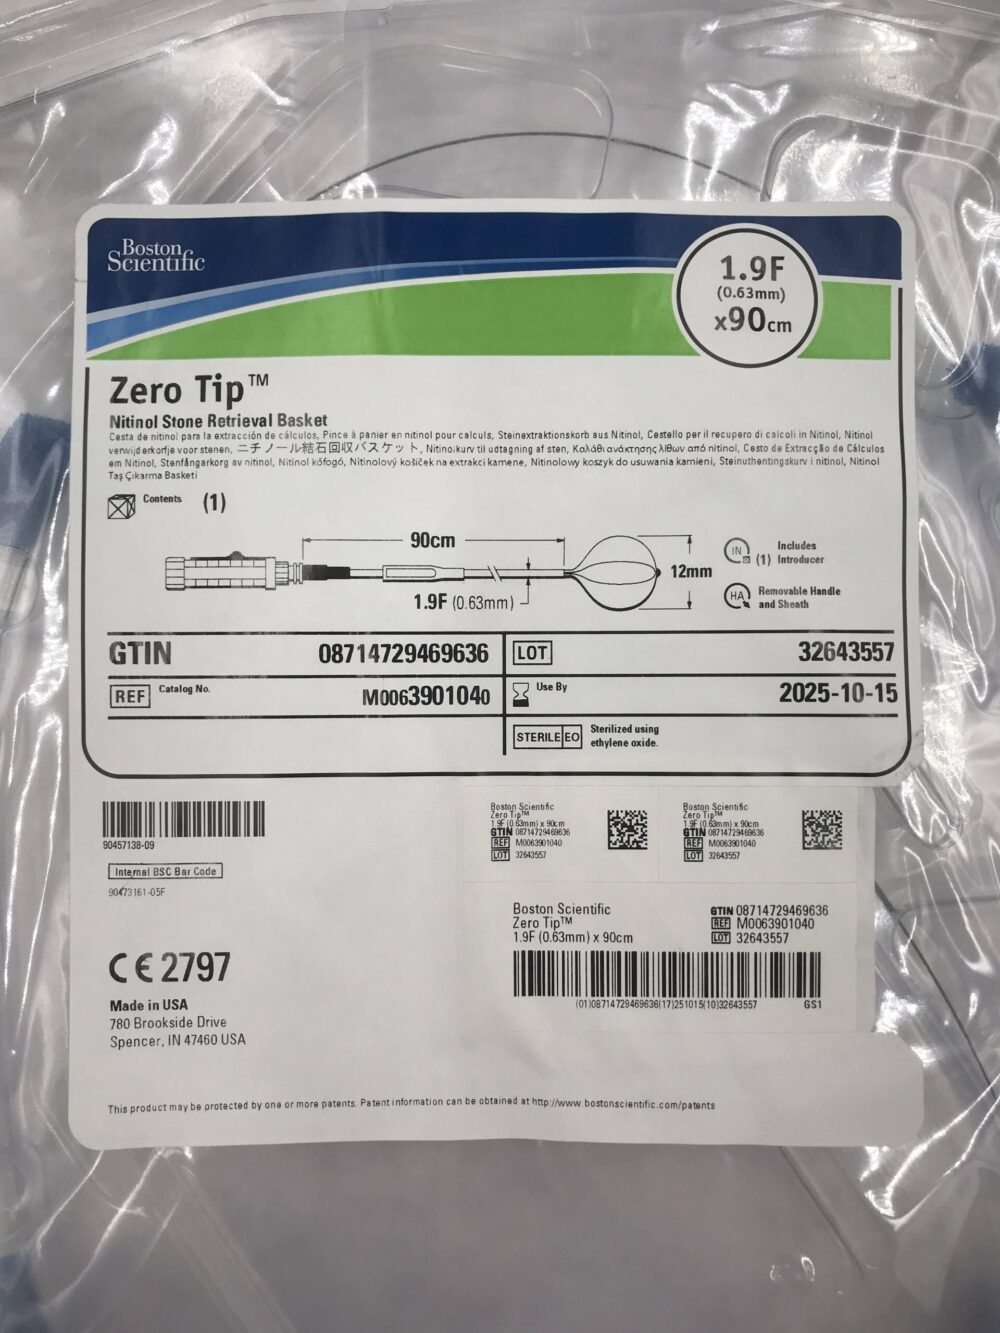 Boston
Scientific
1.9F
(0.63mm)
x90cm
Zero Tip™
Nitinol Stone Retrieval Basket
Cesta de nitinol para la extracción de cálculos, Pince à panier en nitinol pour calculs, Steinextraktionskorb aus Nitinol, Cestello per il recupero di calcoli in Nitinol, Nitinol
verwijderkorfje voor stenen, ニチノール結石回収バスケット, Nitinolkurv til udtagning af sten, Καλάθι ανάκτησης λίθων από νιτινόλ, Cesto de Extracção de Cálculos
em Nitinol, Stenfångarkorg av nitinol, Nitinol kőfogó, Nitinolový košíček na extrakci kamene, Nitinolowy koszyk do usuwania kamieni, Steinuthentingskurv i nitinol, Nitinol
Taş Çıkarma Basketi
Contents (1)
90cm
12mm
1.9F (0.63mm)
IN (1) Includes
Introducer
HA Removable Handle
and Sheath
GTIN 08714729469636
LOT 32643557
REF Catalog No. M0063901040
Use By 2025-10-15
STERILE EO Sterilized using
ethylene oxide.
90457138-09
Internal BSC Bar Code
90473161-05F
Boston Scientific
Zero Tip™
1.9F (0.63mm) x 90cm
GTIN 08714729469636
REF M0063901040
LOT 32643557
Boston Scientific
Zero Tip™
1.9F (0.63mm) x 90cm
GTIN 08714729469636
REF M0063901040
LOT 32643557
Boston Scientific
Zero Tip™
1.9F (0.63mm) x 90cm
GTIN 08714729469636
REF M0063901040
LOT 32643557
(01)08714729469636(17)251015(10)32643557 GS1
CE 2797
Made in USA
780 Brookside Drive
Spencer, IN 47460 USA
This product may be protected by one or more patents. Patent information can be obtained at http://www.bostonscientific.com/patents